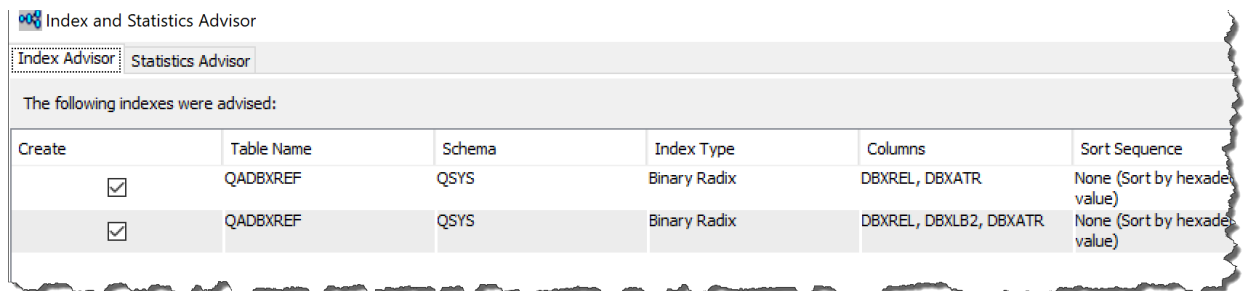 Index and Statistics Advisor
Index Advisor Statistics Advisor
The following indexes were advised:
Create Table Name Schema Index Type Columns Sort Sequence
QADBXREF QSYS Binary Radix DBXREL, DBXATR None (Sort by hexade
value)
QADBXREF QSYS Binary Radix DBXREL, DBXLB2, DBXATR None (Sort by hexade
value)